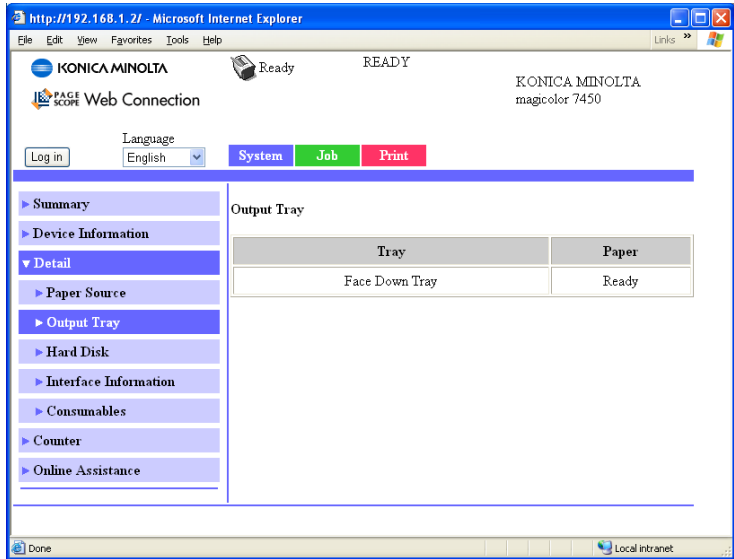 http://192.168.1.2/ - Microsoft Internet Explorer
File Edit View Favorites Tools Help Links »
KONICA MINOLTA
Ready
READY
KONICA MINOLTA
magicolor 7450
PAGE SCOPE Web Connection
Language
Log in English
System Job Print
Summary
Device Information
Detail
Paper Source
Output Tray
Hard Disk
Interface Information
Consumables
Counter
Online Assistance
Output Tray
Tray Paper
Face Down Tray Ready
Done Local intranet